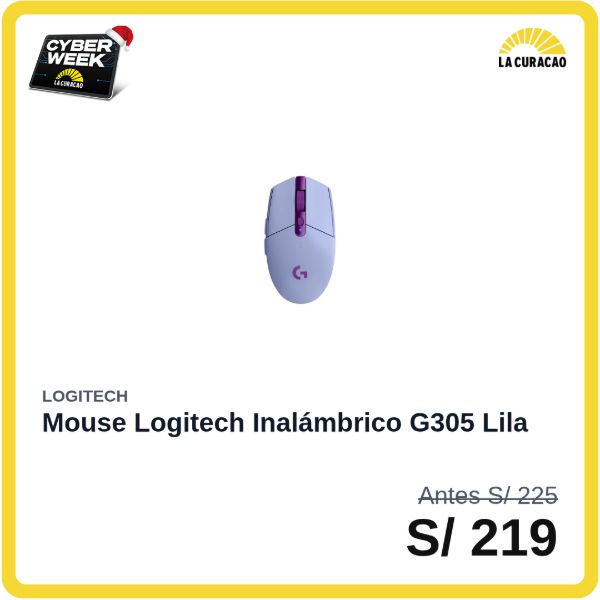 CYBER
WEEK
LA CURACAO
LA CURACAO
LOGITECH
Mouse Logitech Inalámbrico G305 Lila
Antes S/ 225
S/ 219